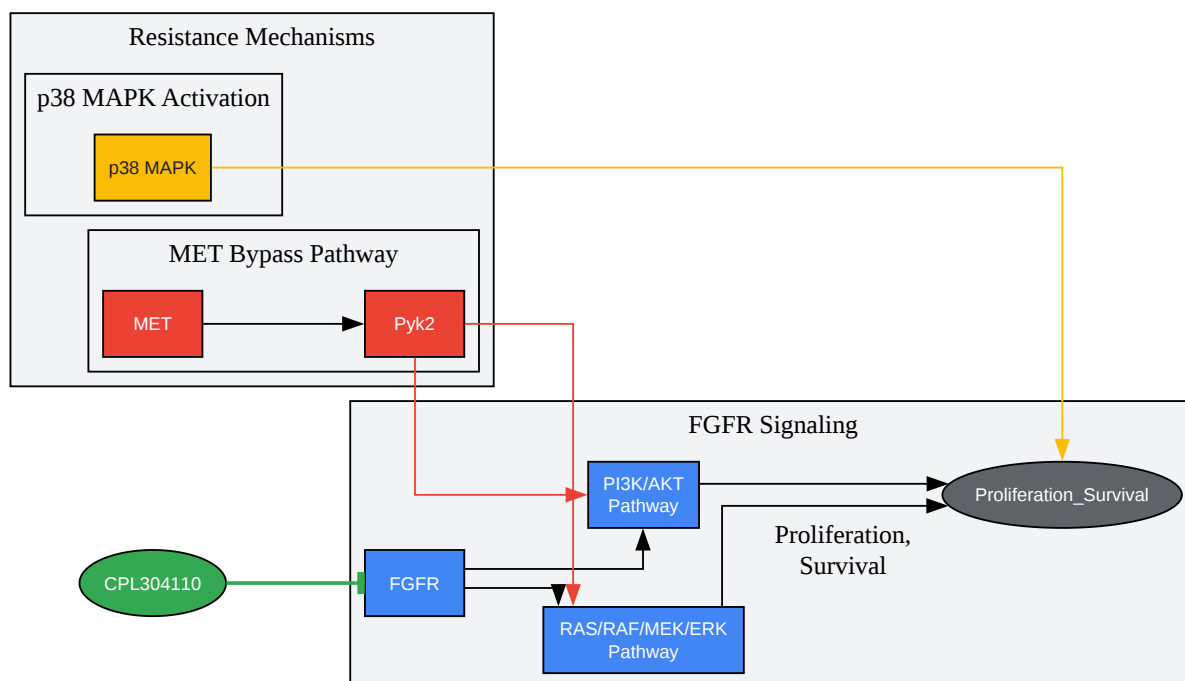 Resistance Mechanisms
p38 MAPK Activation
p38 MAPK
MET Bypass Pathway
MET
Pyk2
FGFR Signaling
PI3K/AKT
Pathway
Proliferation_Survival
Proliferation,
Survival
CPL304110
FGFR
RAS/RAF/MEK/ERK
Pathway